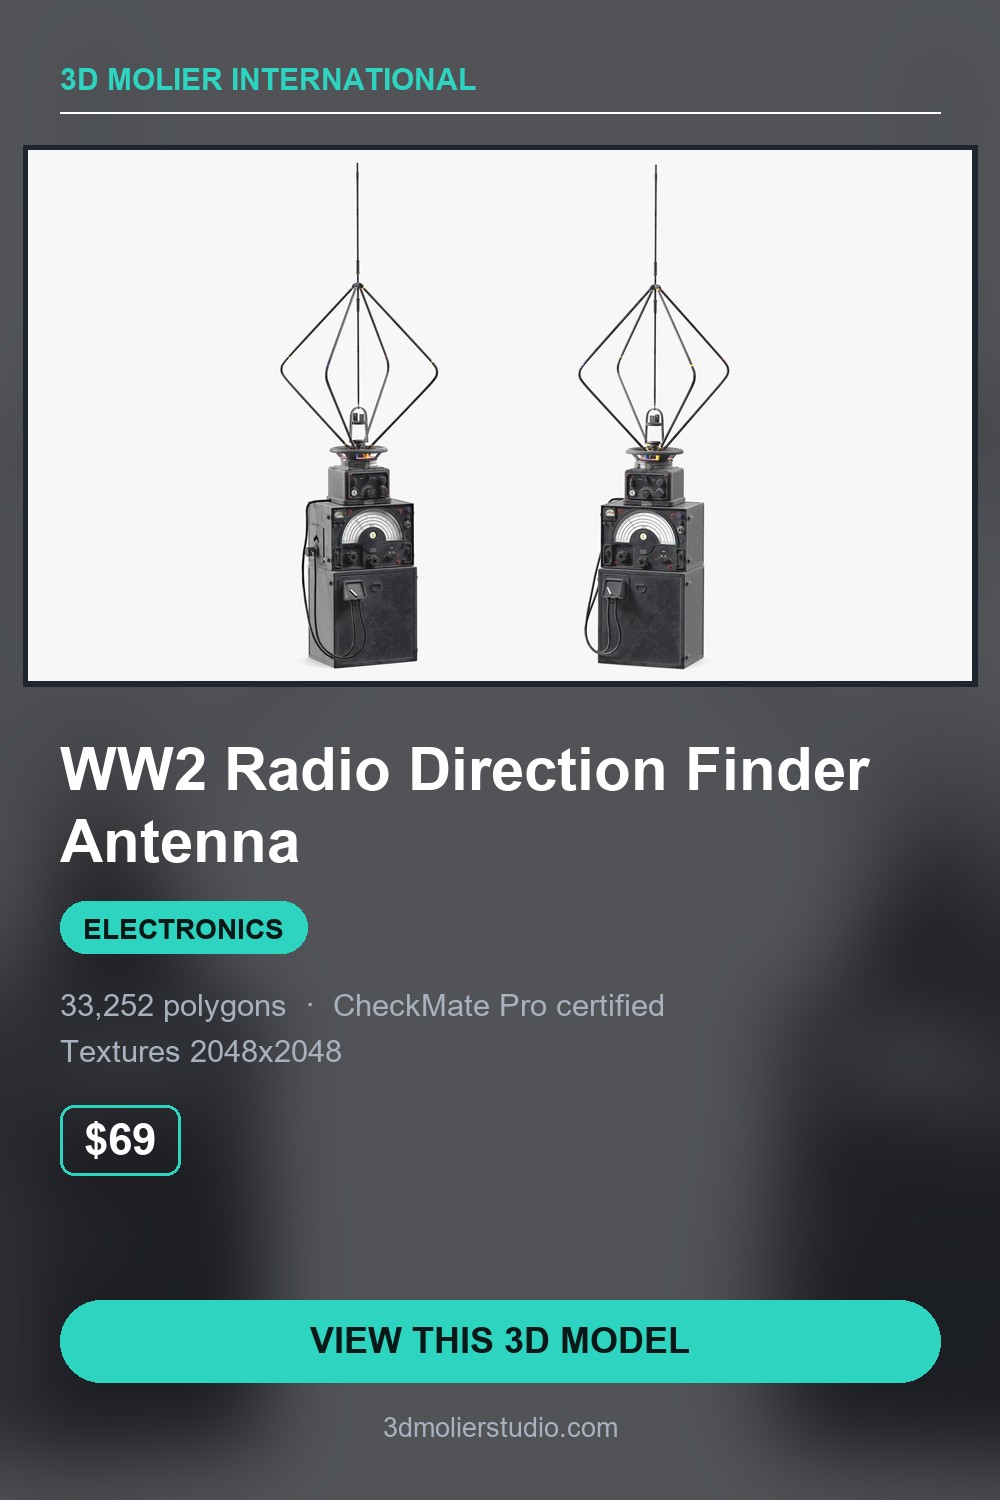 3D MOLIER INTERNATIONAL
WW2 Radio Direction Finder
Antenna
ELECTRONICS
33,252 polygons · CheckMate Pro certified
Textures 2048x2048
$69
VIEW THIS 3D MODEL
3dmolierstudio.com